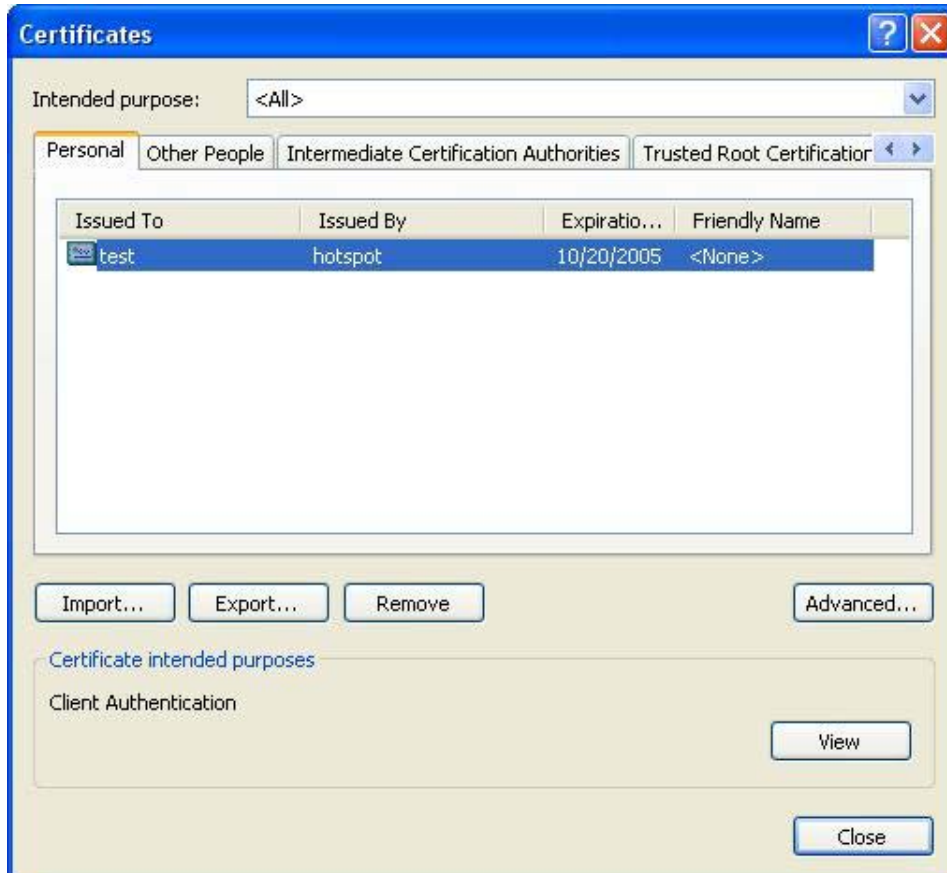 Certificates
Intended purpose: <All>
Personal Other People Intermediate Certification Authorities Trusted Root Certification
Issued To Issued By Expiratio... Friendly Name
test hotspot 10/20/2005 <None>
Import... Export... Remove Advanced...
Certificate intended purposes
Client Authentication
View
Close